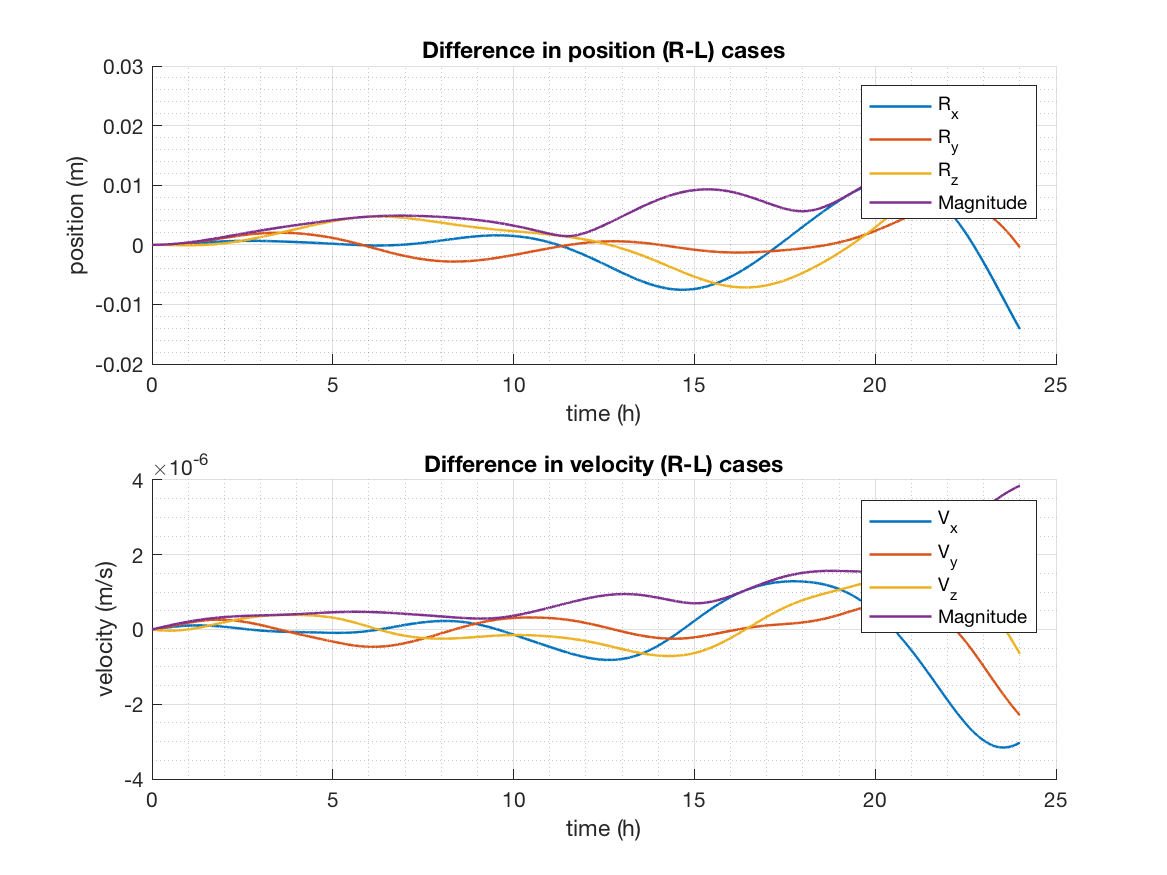 Difference in position (R-L) cases
0.03
0.02
0.01
0
-0.01
-0.02
position (m)
R_x
R_y
R_z
Magnitude
0 5 10 15 20 25
time (h)
Difference in velocity (R-L) cases
×10^-6
4
2
0
-2
-4
velocity (m/s)
V_x
V_y
V_z
Magnitude
0 5 10 15 20 25
time (h)